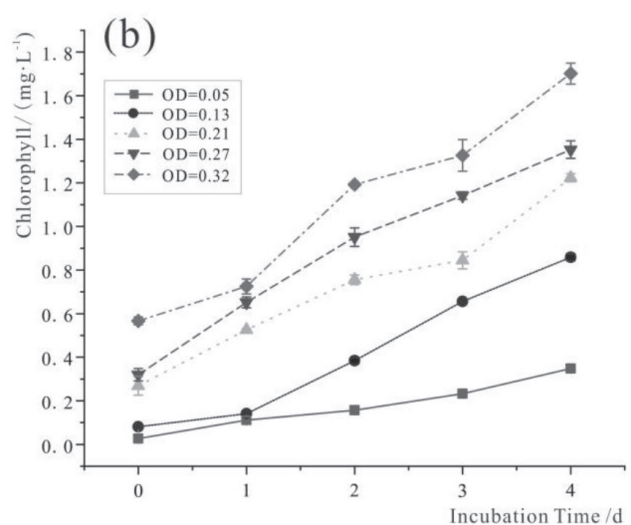 (b)
Chlorophyll/(mg·L⁻¹)
1.8
1.6
1.4
1.2
1.0
0.8
0.6
0.4
0.2
0.0
OD=0.05
OD=0.13
OD=0.21
OD=0.27
OD=0.32
0 1 2 3 4
Incubation Time /d